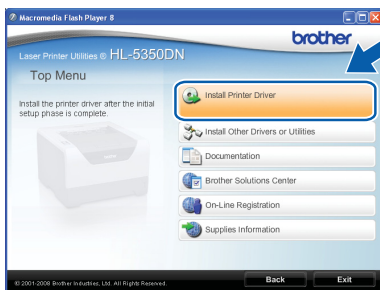 Macromedia Flash Player 8
brother
Laser Printer Utilities ® HL-5350DN
Top Menu
Install the printer driver after the initial
setup phase is complete.
Install Printer Driver
Install Other Drivers or Utilities
Documentation
Brother Solutions Center
On-Line Registration
Supplies Information
© 2001-2008 Brother Industries, Ltd. All Rights Reserved.
Back
Exit